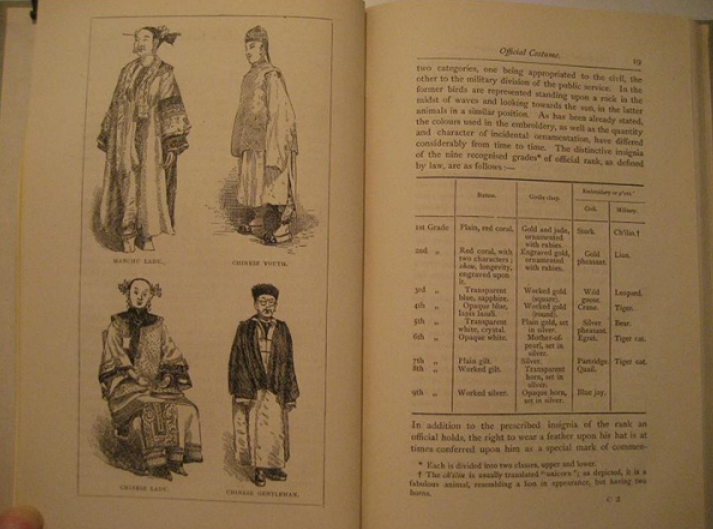 MANCHU LADY.
CHINESE YOUTH.
CHINESE LADY.
CHINESE GENTLEMAN.
Official Costume. 19
two categories, one being appropriated to the civil, the
other to the military division of the public service. In the
former birds are represented standing upon a rock in the
midst of waves and looking towards the sun, in the latter
animals in a similar position. As has been already stated,
the colours used in the embroidery, as well as the quantity
and character of incidental ornamentation, have differed
considerably from time to time. The distinctive insignia
of the nine recognised grades* of official rank, as defined
by law, are as follows:—
Button. Girdle clasp. Embroidery
Civil. Military.
1st Grade Plain, red coral. Gold and jade, Stork. Ch'ilin.†
ornamented
with rubies.
2nd „ Red coral, with Engraved gold, Gold Lion.
two characters; ornamented pheasant.
shou, longevity, with rubies.
engraved upon
it.
3rd „ Transparent Worked gold Wild Leopard.
blue, sapphire. (square). goose.
4th „ Opaque blue, Worked gold Crane. Tiger.
lapis lazuli. (round).
5th „ Transparent Plain gold, set Silver Bear.
white, crystal. in silver. pheasant.
6th „ Opaque white. Mother-of- Egret. Tiger cat.
pearl, set in
silver.
7th „ Plain gilt. Silver. Partridge. Tiger cat.
8th „ Worked gilt. Transparent Quail.
horn, set in
silver.
9th „ Worked silver. Opaque horn, Blue jay.
set in silver.
In addition to the prescribed insignia of the rank an
official holds, the right to wear a feather upon his hat is at
times conferred upon him as a special mark of commen-
* Each is divided into two classes, upper and lower.
† The ch'ilin is usually translated "unicorn"; as depicted, it is a
fabulous animal, resembling a lion in appearance, but having two
horns.
C 2